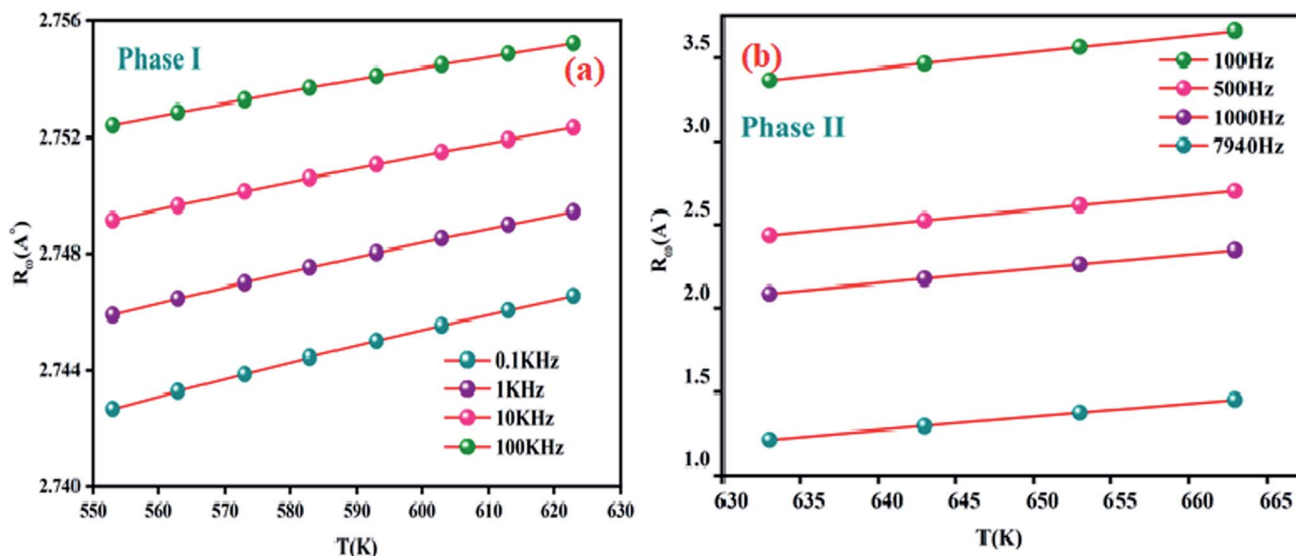 Phase I
(a)
2.756
2.752
2.748
2.744
2.740
R_ω(A°)
0.1KHz
1KHz
10KHz
100KHz
550 560 570 580 590 600 610 620 630
T(K)
(b)
Phase II
100Hz
500Hz
1000Hz
7940Hz
3.5
3.0
2.5
2.0
1.5
1.0
R_ω(A°)
630 635 640 645 650 655 660 665
T(K)